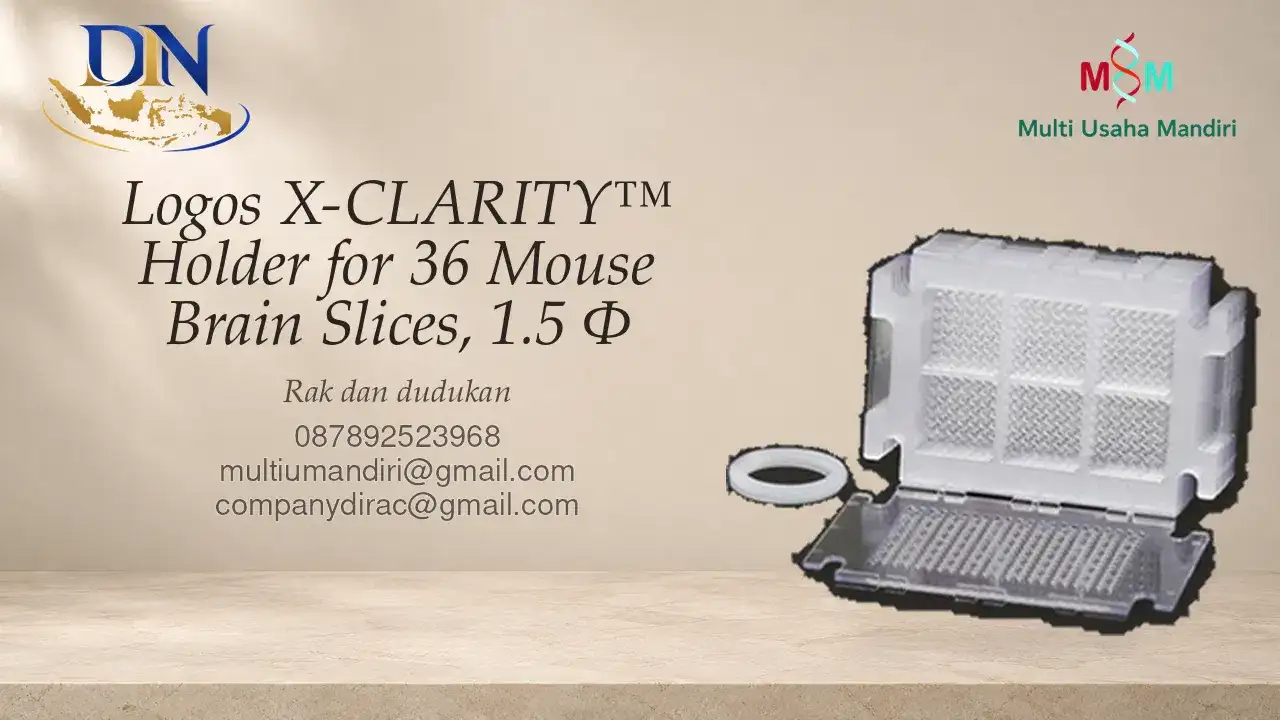 DN
M M
Multi Usaha Mandiri
Logos X-CLARITY™
Holder for 36 Mouse
Brain Slices, 1.5 Φ
Rak dan dudukan
087892523968
multiumandiri@gmail.com
companydirac@gmail.com